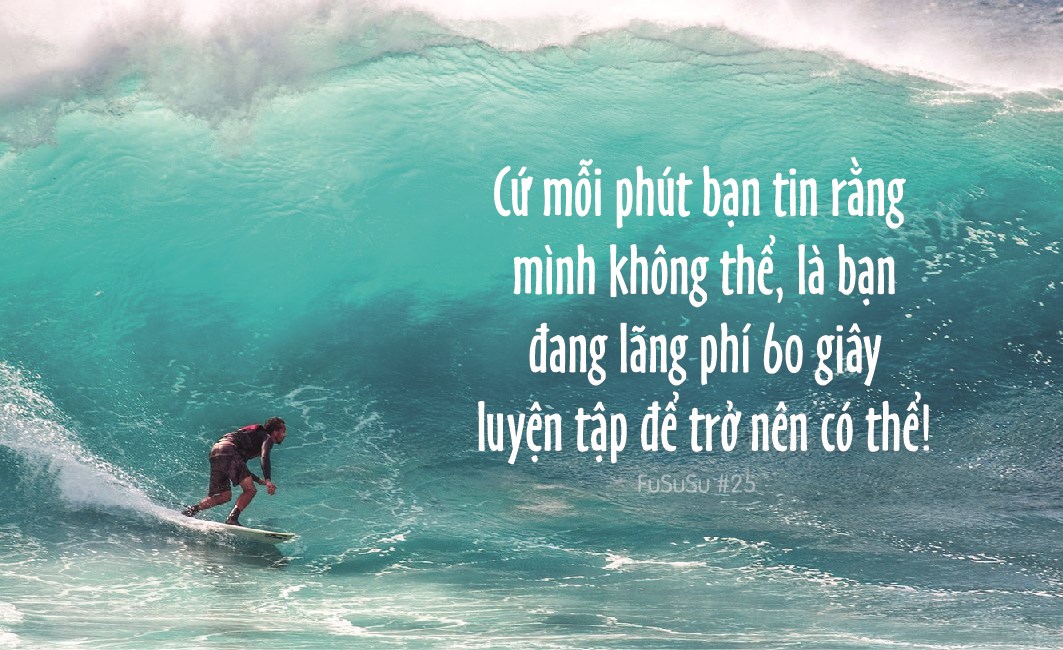 Cứ mỗi phút bạn tin rằng
mình không thể, là bạn
đang lãng phí 60 giây
luyện tập để trở nên có thể!
FuSuSu #25